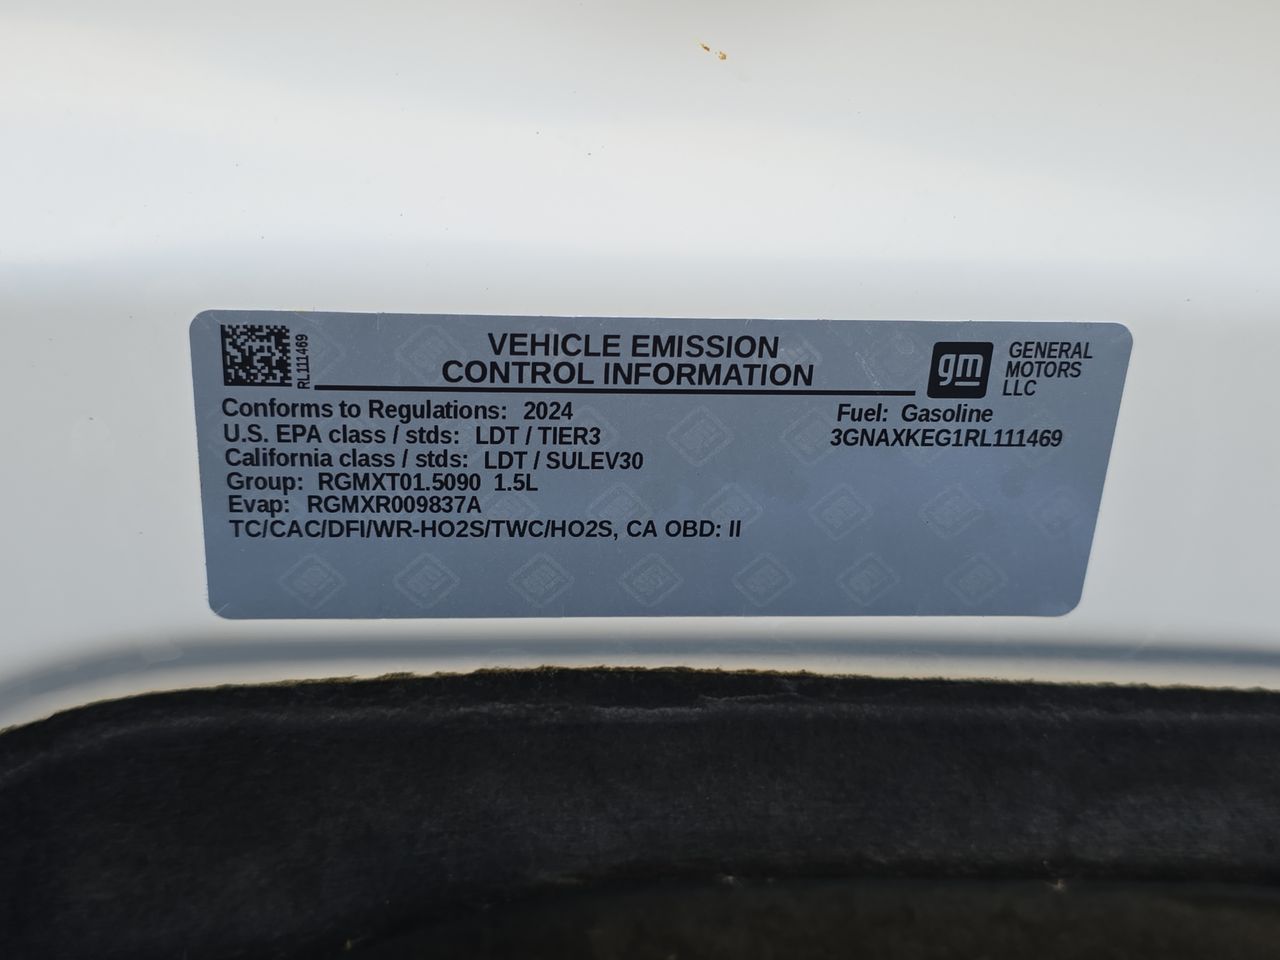 RL111469
VEHICLE EMISSION
CONTROL INFORMATION
gm
GENERAL
MOTORS
LLC
Conforms to Regulations: 2024
Fuel: Gasoline
U.S. EPA class / stds: LDT / TIER3
3GNAXKEG1RL111469
California class / stds: LDT / SULEV30
Group: RGMXT01.5090 1.5L
Evap: RGMXR009837A
TC/CAC/DFI/WR-HO2S/TWC/HO2S, CA OBD: II